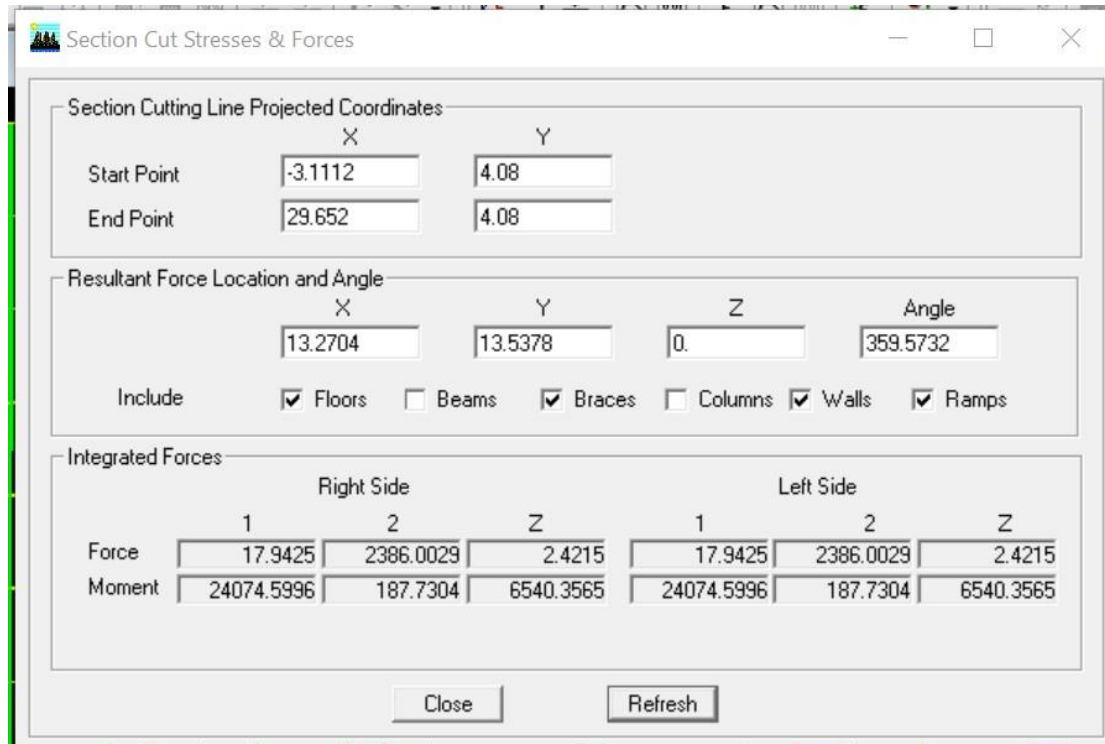 Section Cut Stresses & Forces
Section Cutting Line Projected Coordinates
X Y
Start Point -3.1112 4.08
End Point 29.652 4.08
Resultant Force Location and Angle
X Y Z Angle
13.2704 13.5378 0. 359.5732
Include Floors Beams Braces Columns Walls Ramps
Integrated Forces
Right Side Left Side
1 2 Z 1 2 Z
Force 17.9425 2386.0029 2.4215 17.9425 2386.0029 2.4215
Moment 24074.5996 187.7304 6540.3565 24074.5996 187.7304 6540.3565
Close Refresh